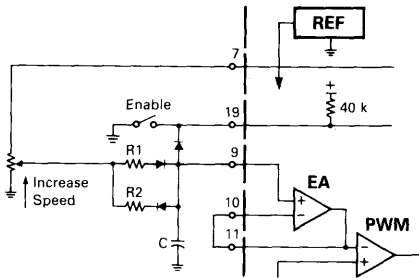 REF
7
Enable
19
+
40 k
R1
9
EA
Increase
Speed
R2
10
+
−
PWM
11
C
−
+